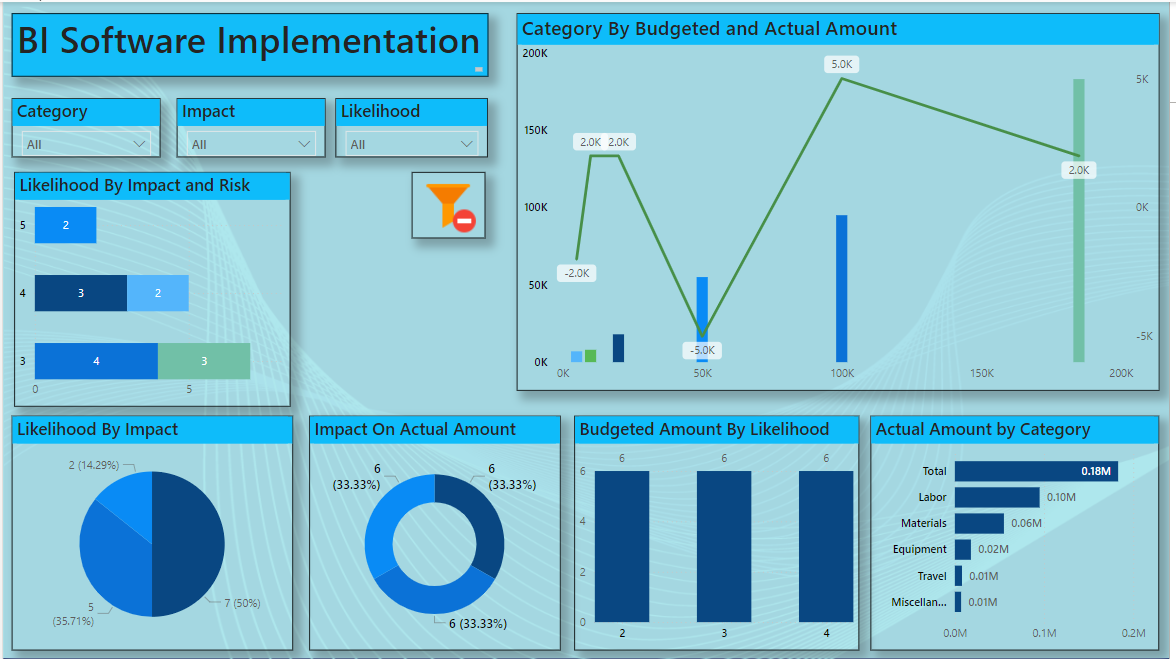 BI Software Implementation
Category
All
Impact
All
Likelihood
All
Likelihood By Impact and Risk
5
2
4
3
2
3
4
3
0
5
Category By Budgeted and Actual Amount
200K
150K
100K
50K
0K
5K
0K
-5K
-2.0K
2.0K
2.0K
-5.0K
5.0K
2.0K
0K
50K
100K
150K
200K
Likelihood By Impact
2 (14.29%)
5
(35.71%)
7 (50%)
Impact On Actual Amount
6
(33.33%)
6
(33.33%)
6 (33.33%)
Budgeted Amount By Likelihood
6
4
2
0
6
6
6
2
3
4
Actual Amount by Category
Total 0.18M
Labor 0.10M
Materials 0.06M
Equipment 0.02M
Travel 0.01M
Miscellan... 0.01M
0.0M 0.1M 0.2M